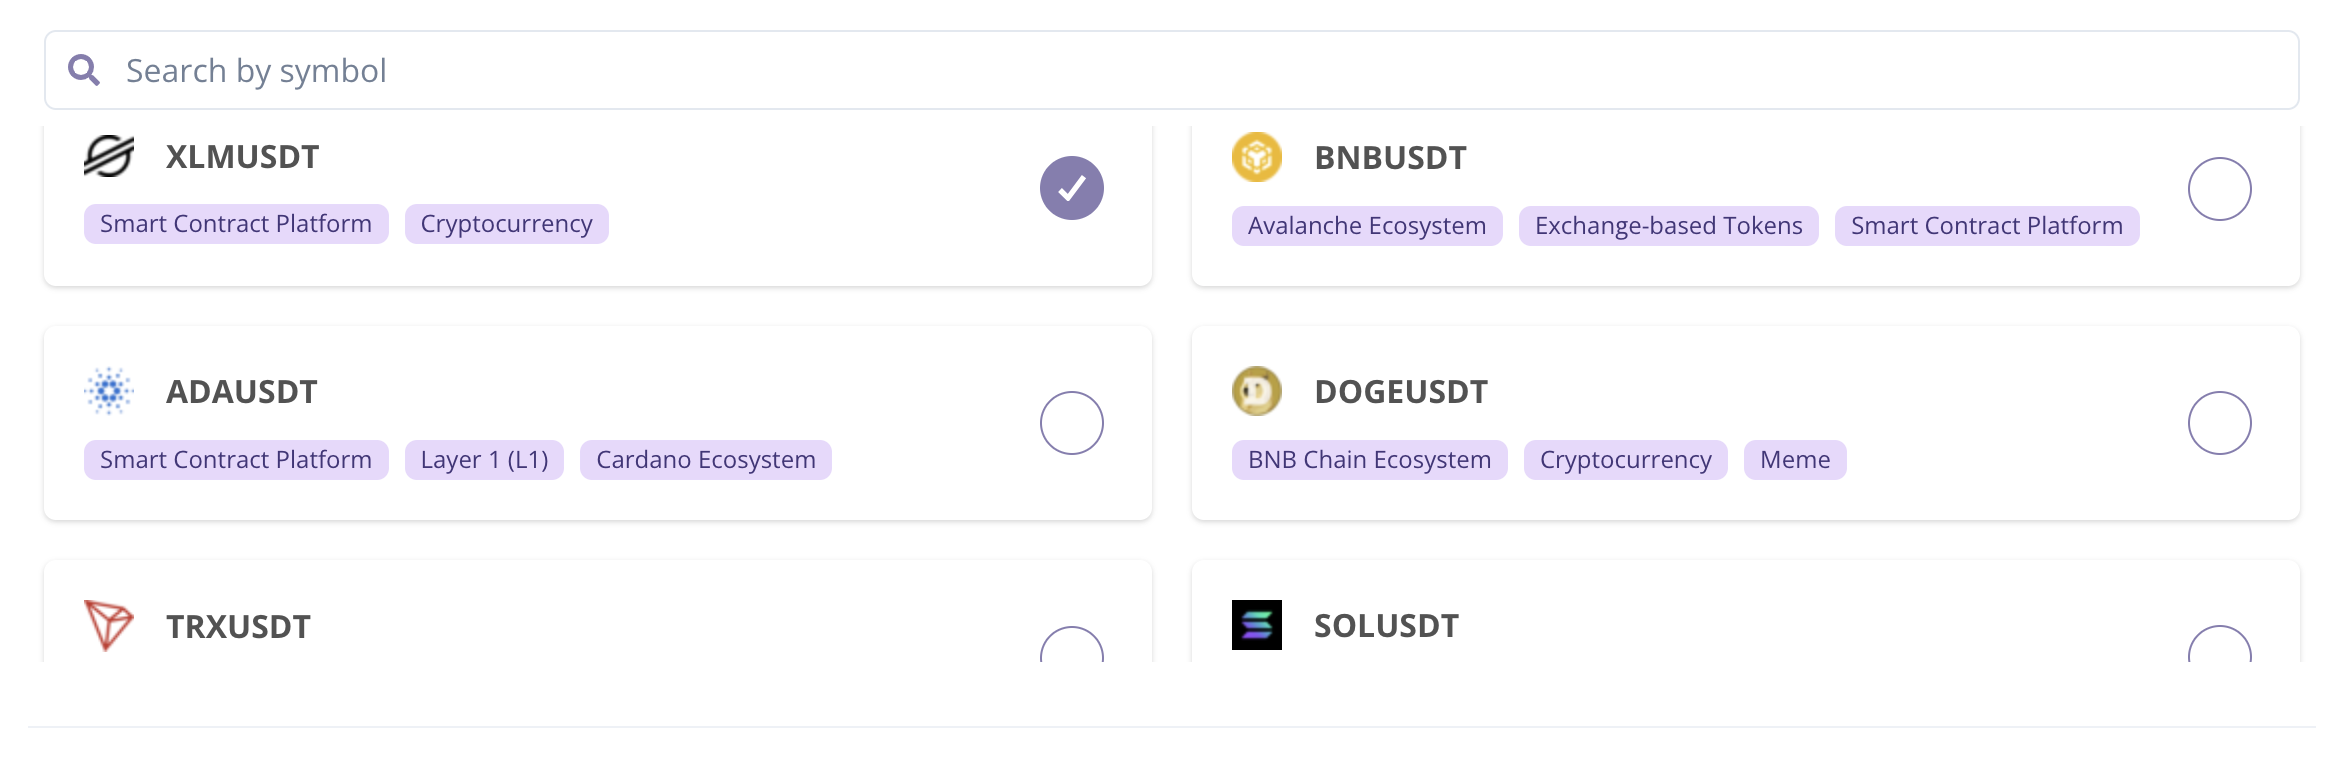 Search by symbol
XLMUSDT
Smart Contract Platform Cryptocurrency
BNBUSDT
Avalanche Ecosystem Exchange-based Tokens Smart Contract Platform
ADAUSDT
Smart Contract Platform Layer 1 (L1) Cardano Ecosystem
DOGEUSDT
BNB Chain Ecosystem Cryptocurrency Meme
TRXUSDT
SOLUSDT